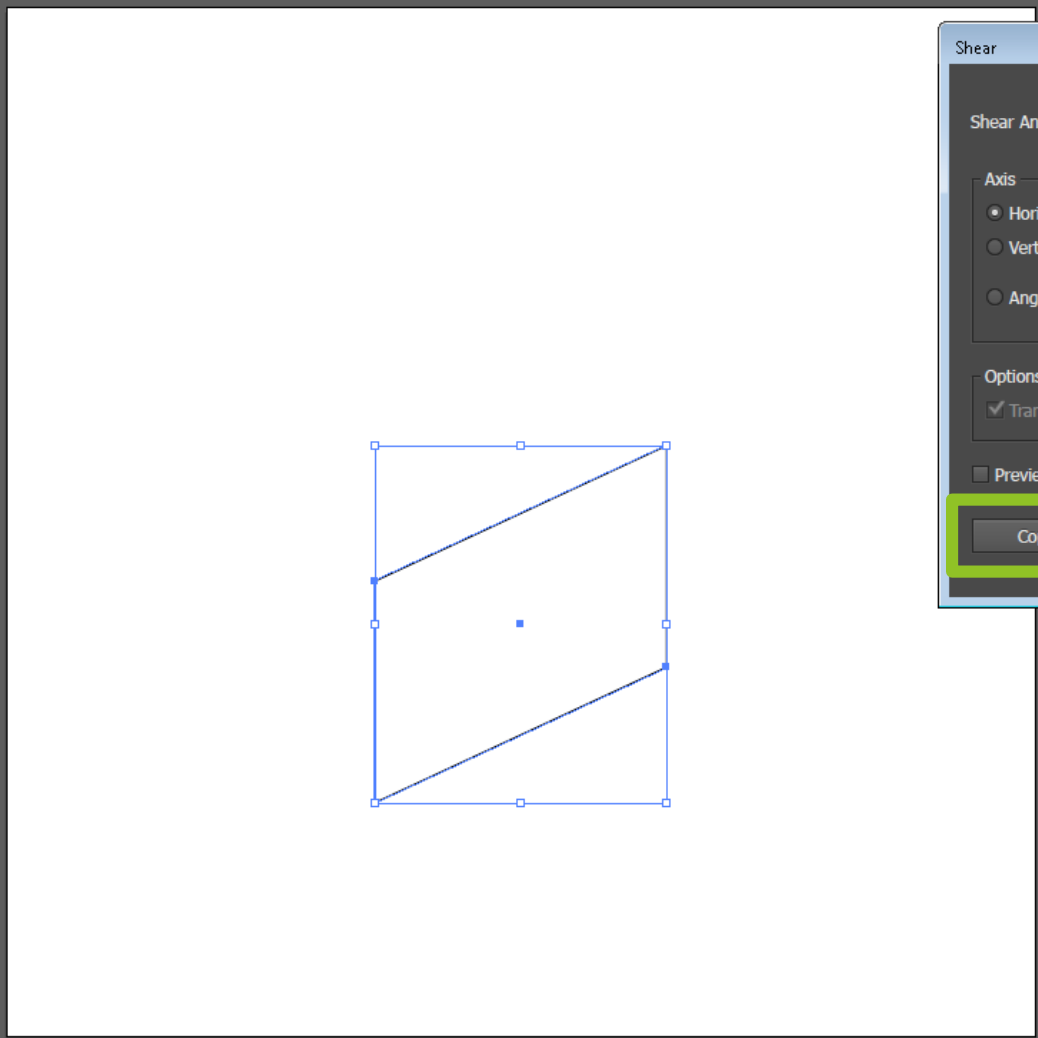 Shear
Shear An
Axis
Hori
Vert
Ang
Options
Tran
Previe
Co